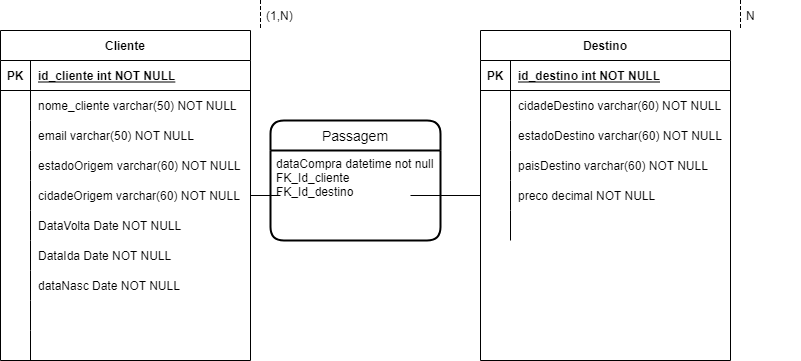 (1,N)
N
Cliente
PK id_cliente int NOT NULL
nome_cliente varchar(50) NOT NULL
email varchar(50) NOT NULL
estadoOrigem varchar(60) NOT NULL
cidadeOrigem varchar(60) NOT NULL
DataVolta Date NOT NULL
DataIda Date NOT NULL
dataNasc Date NOT NULL
Passagem
dataCompra datetime not null
FK_Id_cliente
FK_Id_destino
Destino
PK id_destino int NOT NULL
cidadeDestino varchar(60) NOT NULL
estadoDestino varchar(60) NOT NULL
paisDestino varchar(60) NOT NULL
preco decimal NOT NULL